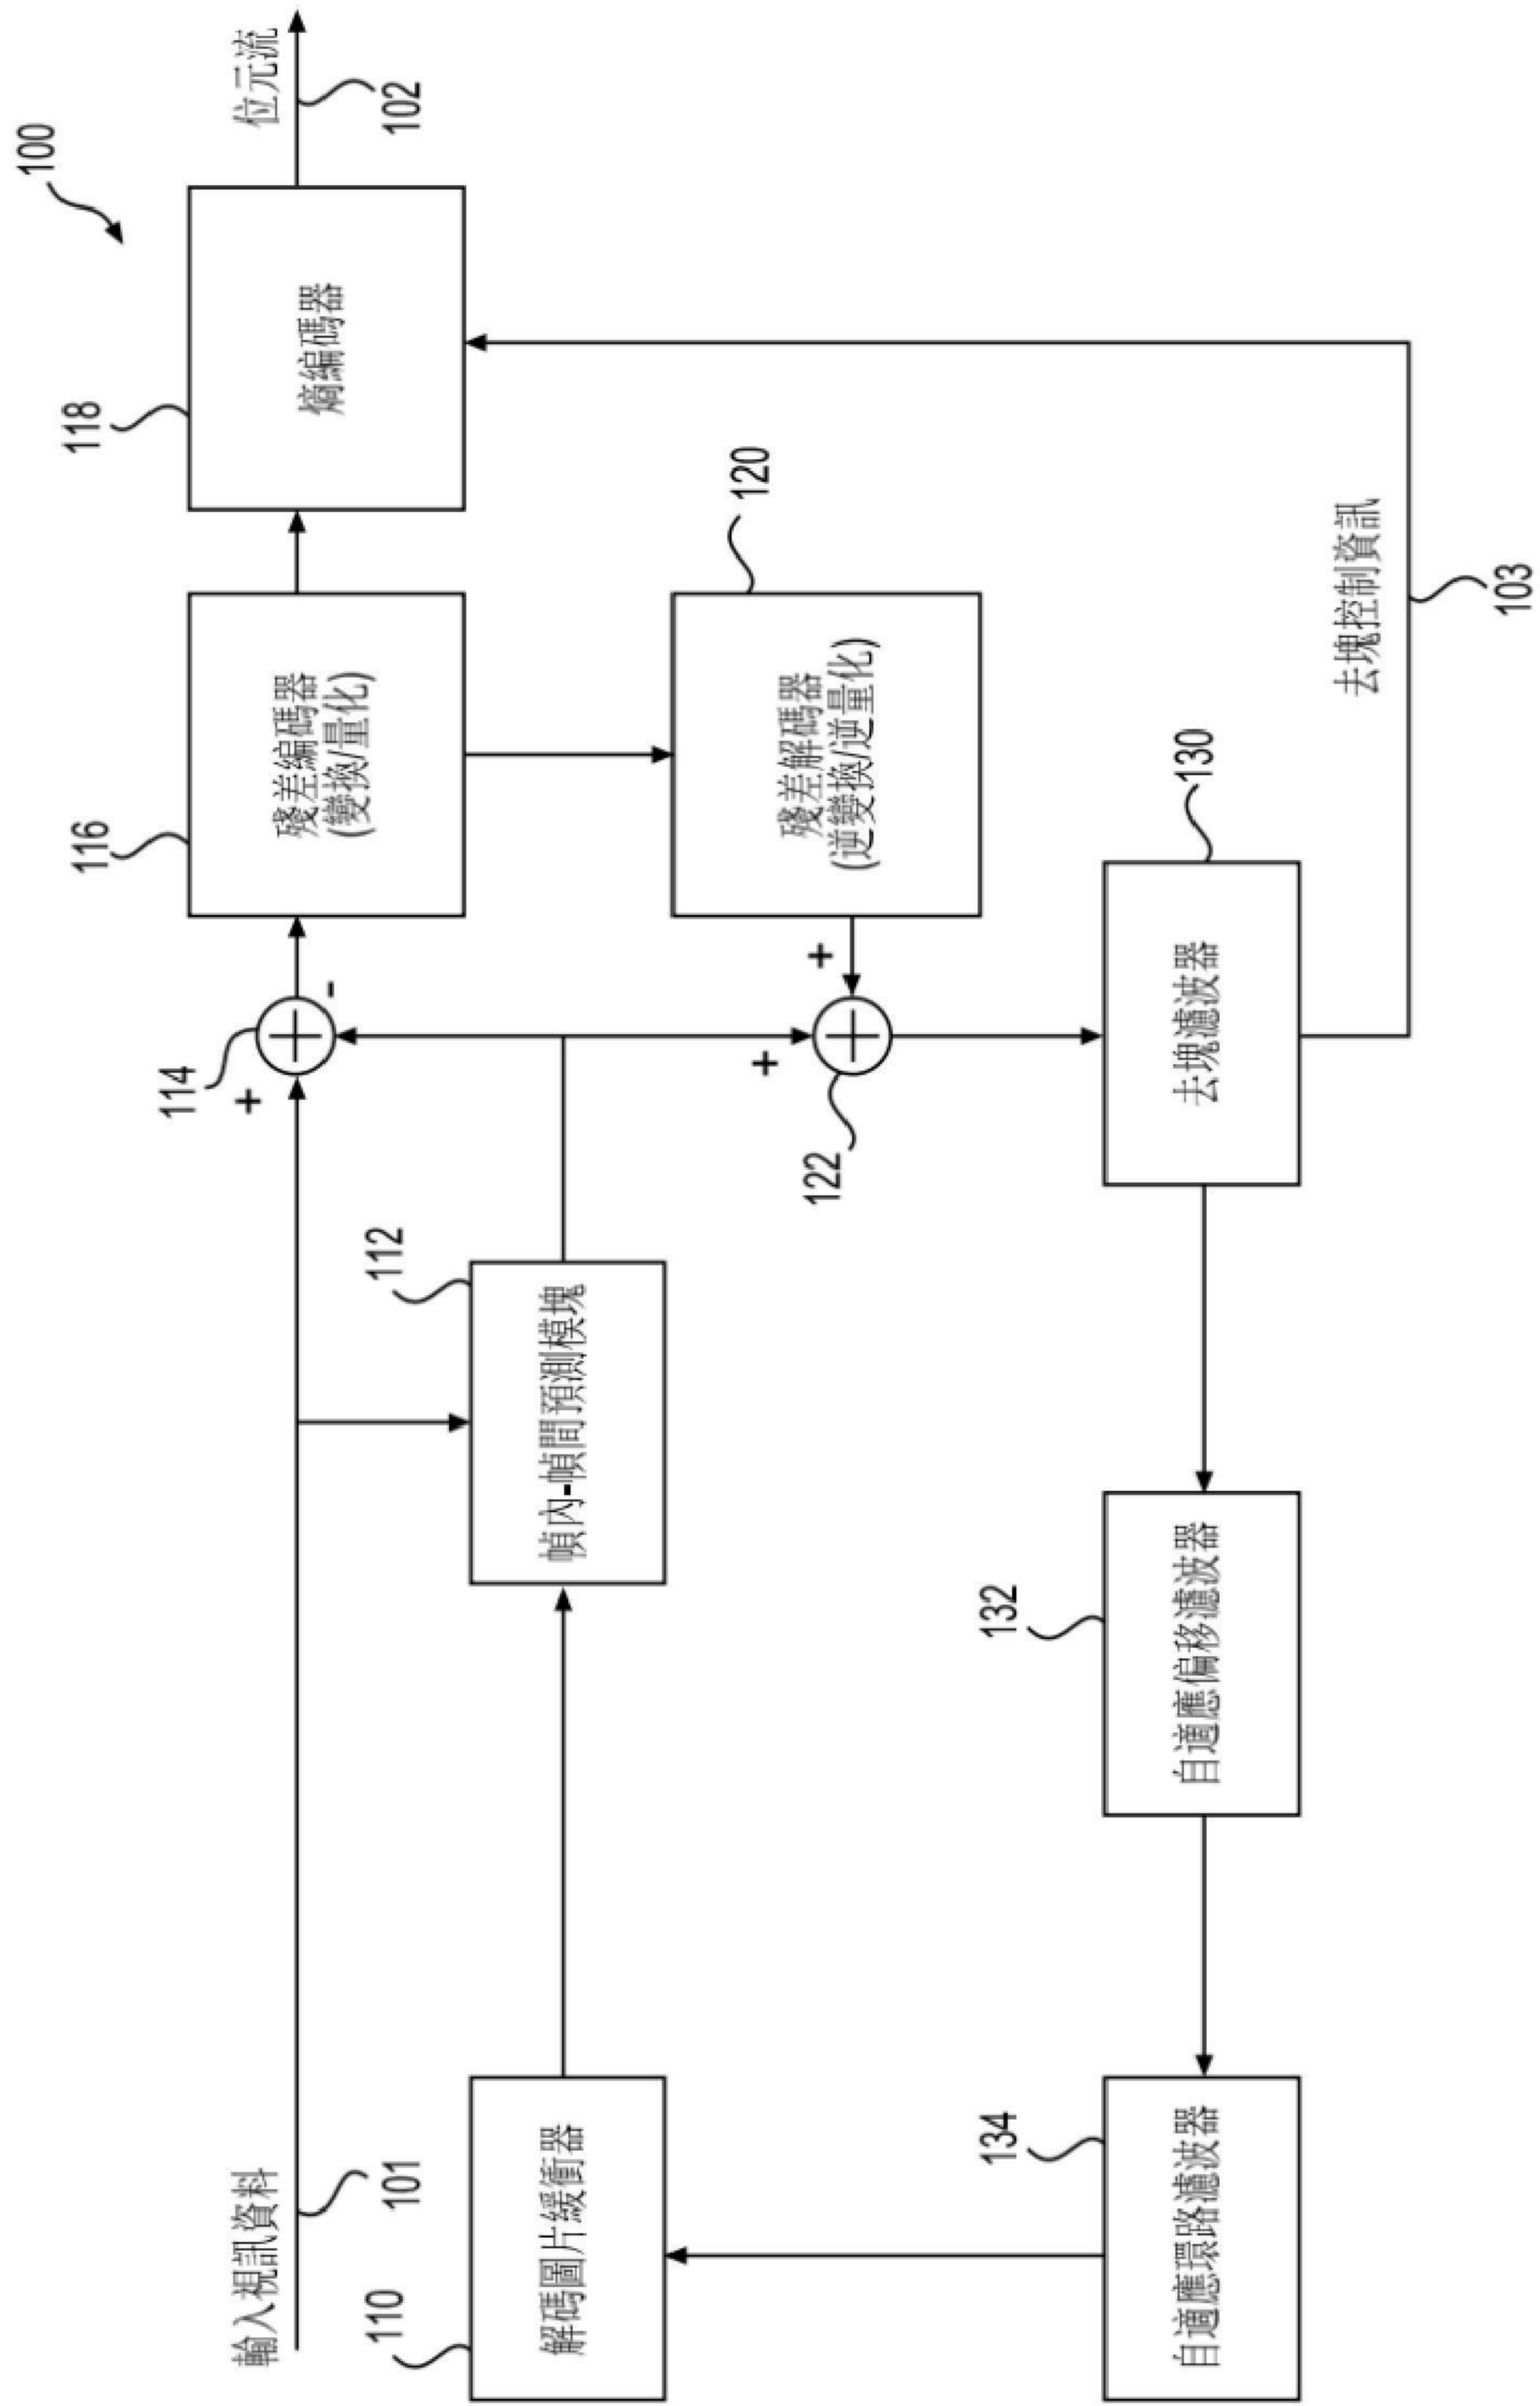 100
輸入視訊資料
101
114
+
-
116
殘差編碼器
(變換/量化)
118
熵編碼器
位元流
102
110
解碼圖片緩衝器
112
幀內-幀間預測模塊
+
+
122
120
殘差解碼器
(逆變換/逆量化)
134
自適應環路濾波器
132
自適應偏移濾波器
130
去塊濾波器
去塊控制資訊
103